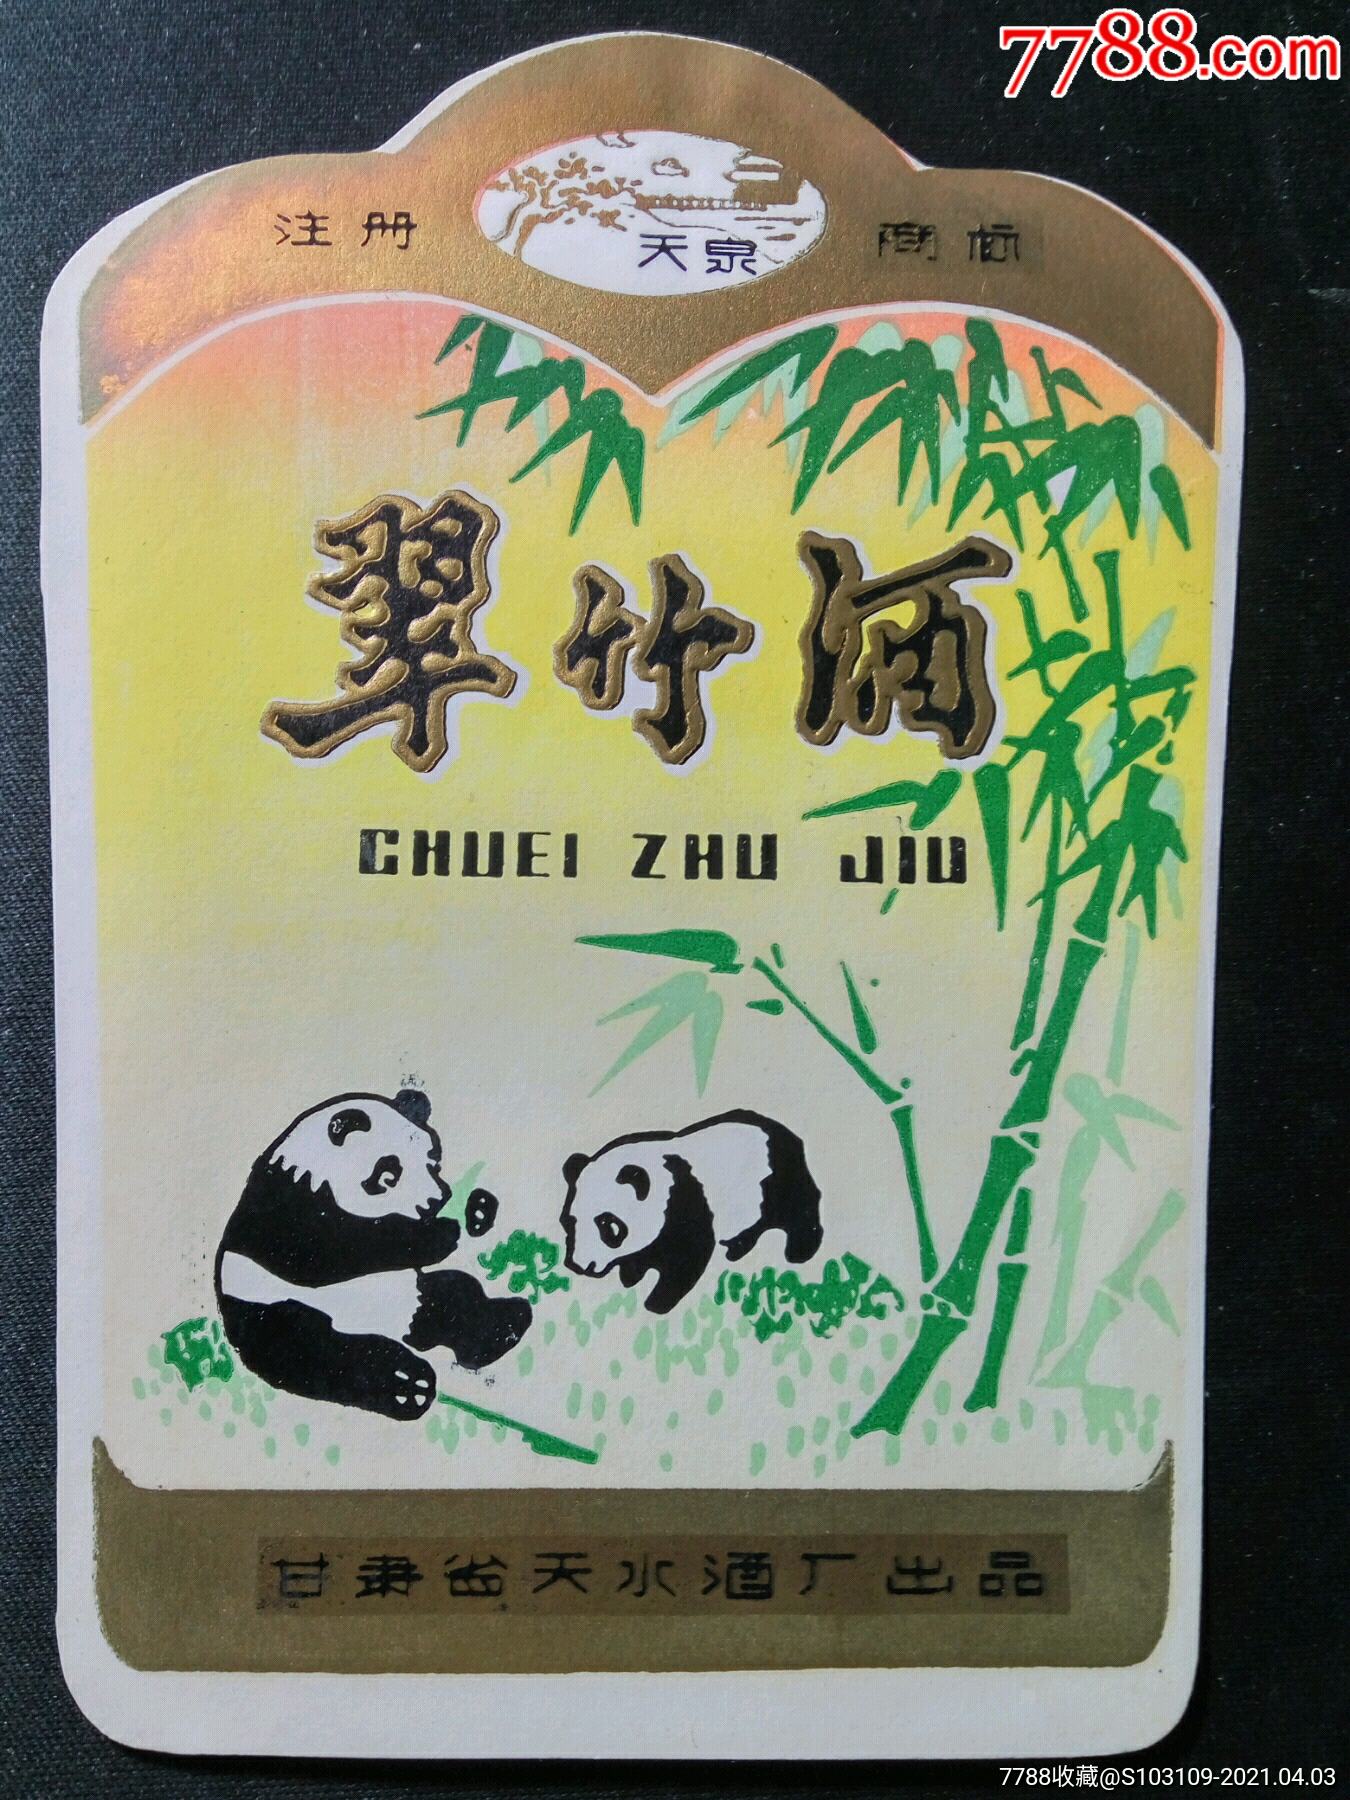 7788.com
注册 天泉 商标
翠竹酒
CHUEI ZHU JIU
甘肃省天水酒厂出品
7788收藏@S103109-2021.04.03